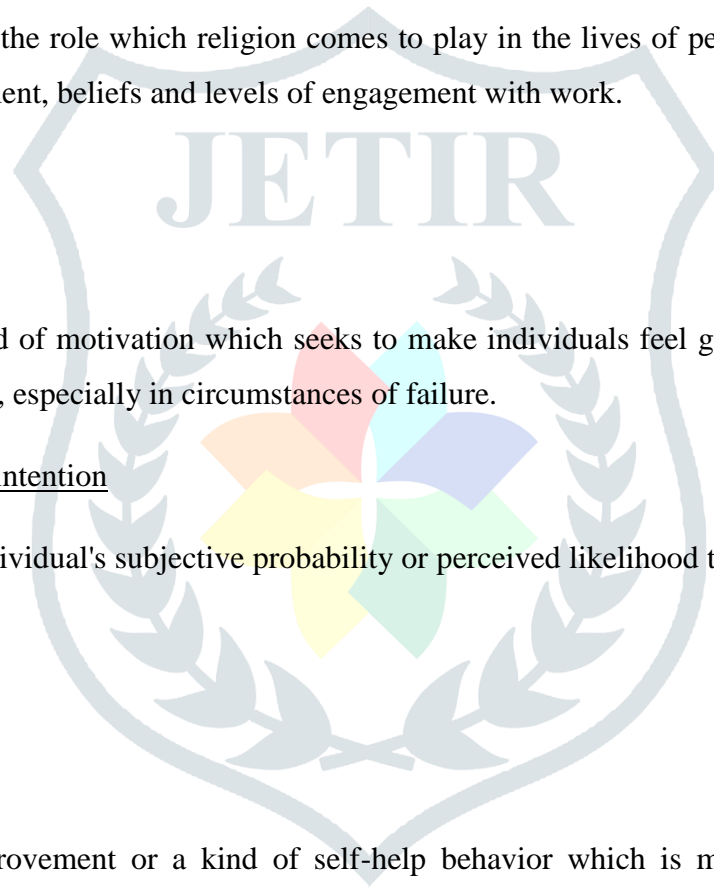 the role which religion comes to play in the lives of pe
ent, beliefs and levels of engagement with work.
JETIR
d of motivation which seeks to make individuals feel g
, especially in circumstances of failure.
intention
ividual's subjective probability or perceived likelihood t
rovement or a kind of self-help behavior which is m